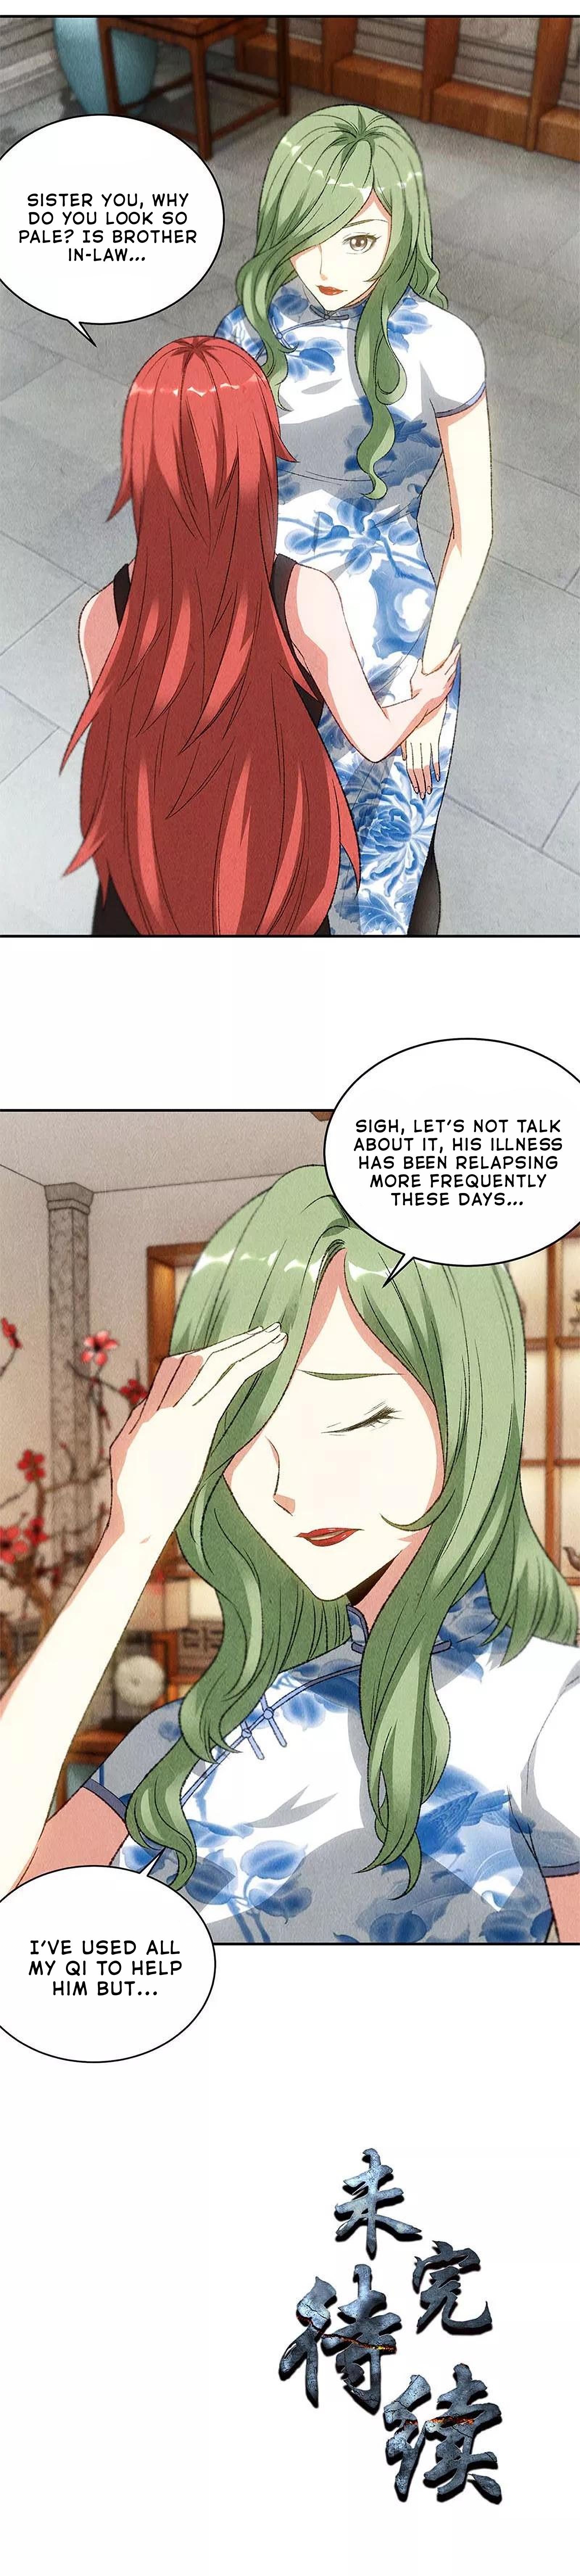 SISTER YOU, WHY
DO YOU LOOK SO
PALE? IS BROTHER
IN-LAW...
SIGH, LET'S NOT TALK
ABOUT IT, HIS ILLNESS
HAS BEEN RELAPSING
MORE FREQUENTLY
THESE DAYS...
I'VE USED ALL
MY QI TO HELP
HIM BUT...
未完
待续